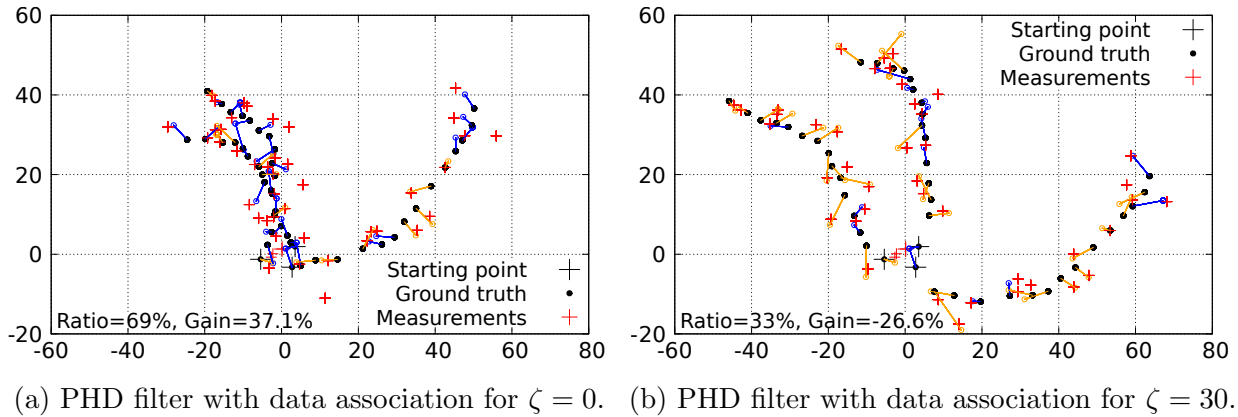 60
40
20
0
-20
-60 -40 -20 0 20 40 60 80
Starting point
Ground truth
Measurements
Ratio=69%, Gain=37.1%
60
40
20
0
-20
-60 -40 -20 0 20 40 60 80
Starting point
Ground truth
Measurements
Ratio=33%, Gain=-26.6%
(a) PHD filter with data association for ζ = 0.
(b) PHD filter with data association for ζ = 30.